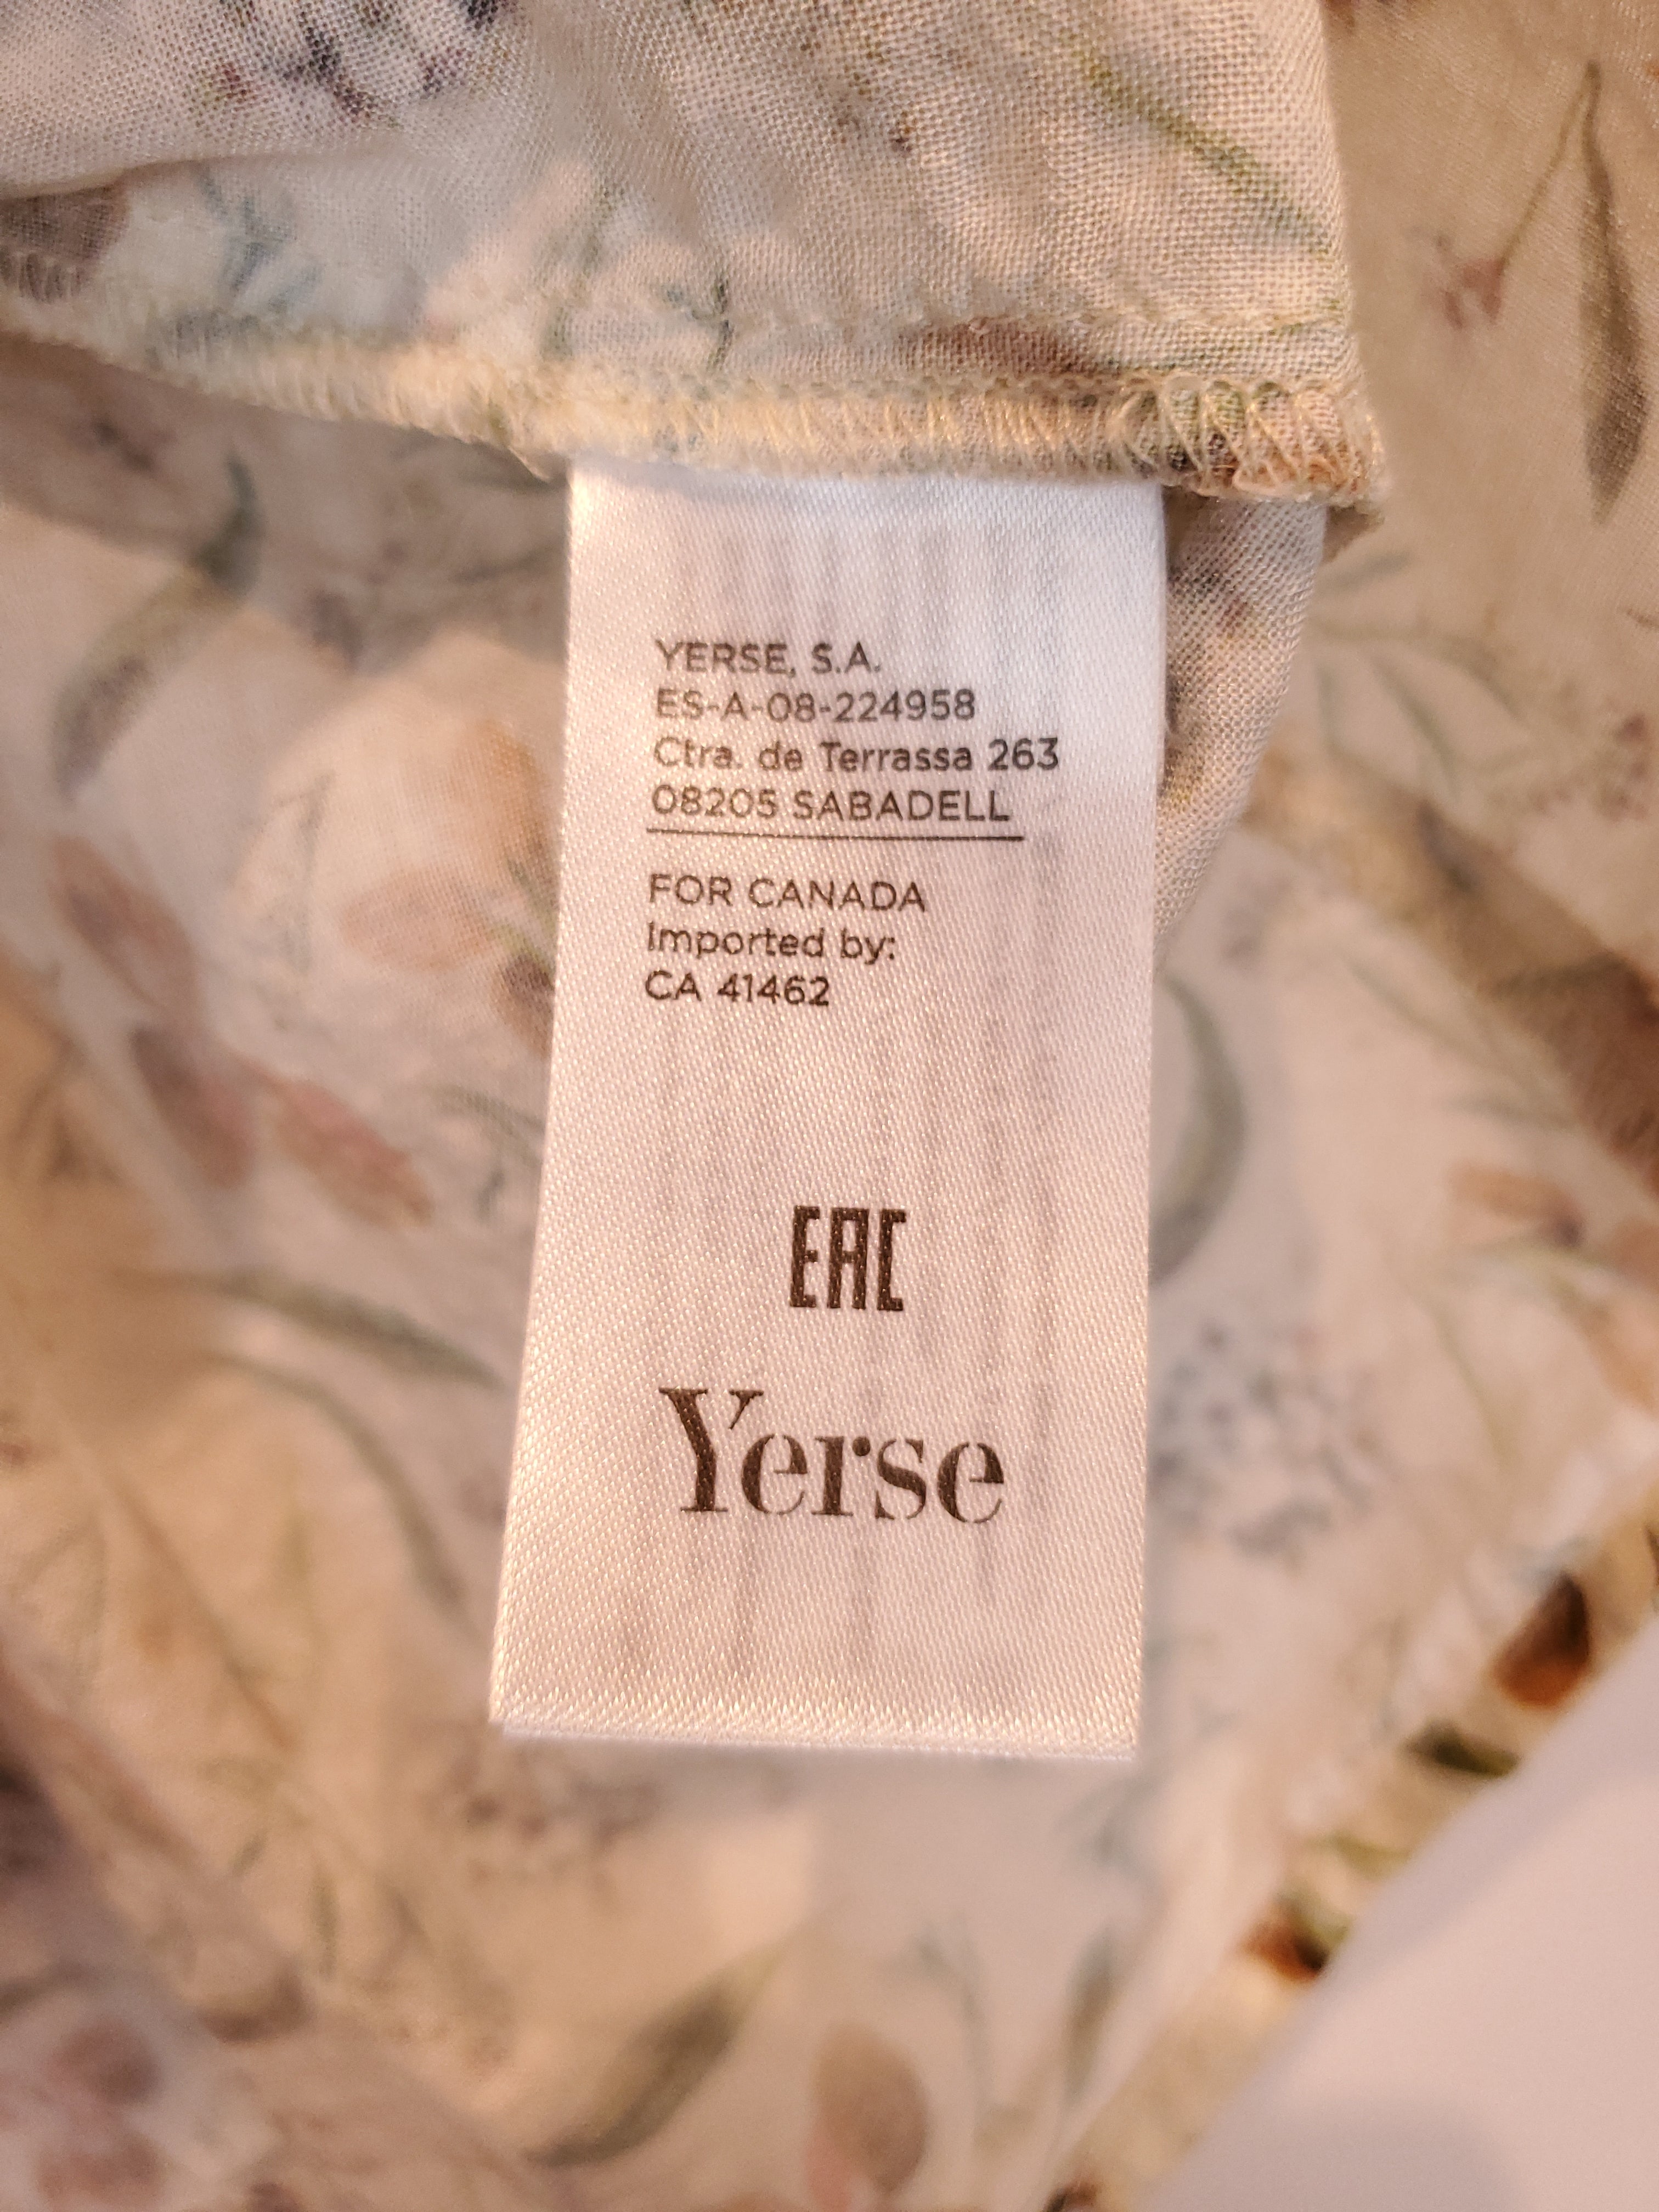 YERSE, S.A.
ES-A-08-224958
Ctra. de Terrassa 263
08205 SABADELL
FOR CANADA
Imported by:
CA 41462
EAC
Yerse